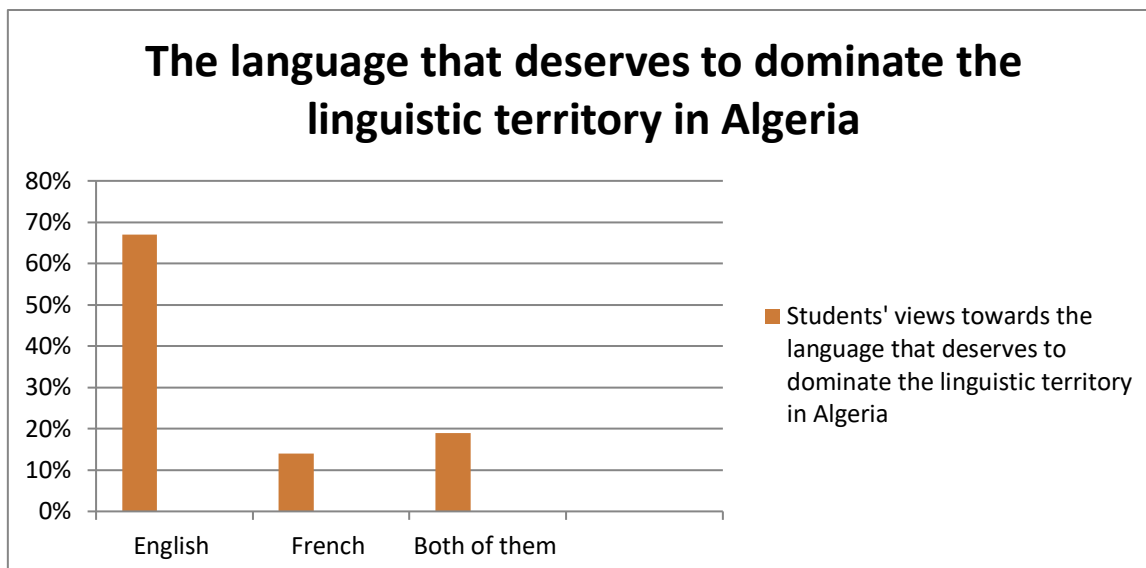 The language that deserves to dominate the
linguistic territory in Algeria
80%
70%
60%
50%
40%
30%
20%
10%
0%
English
French
Both of them
Students' views towards the
language that deserves to
dominate the linguistic territory
in Algeria